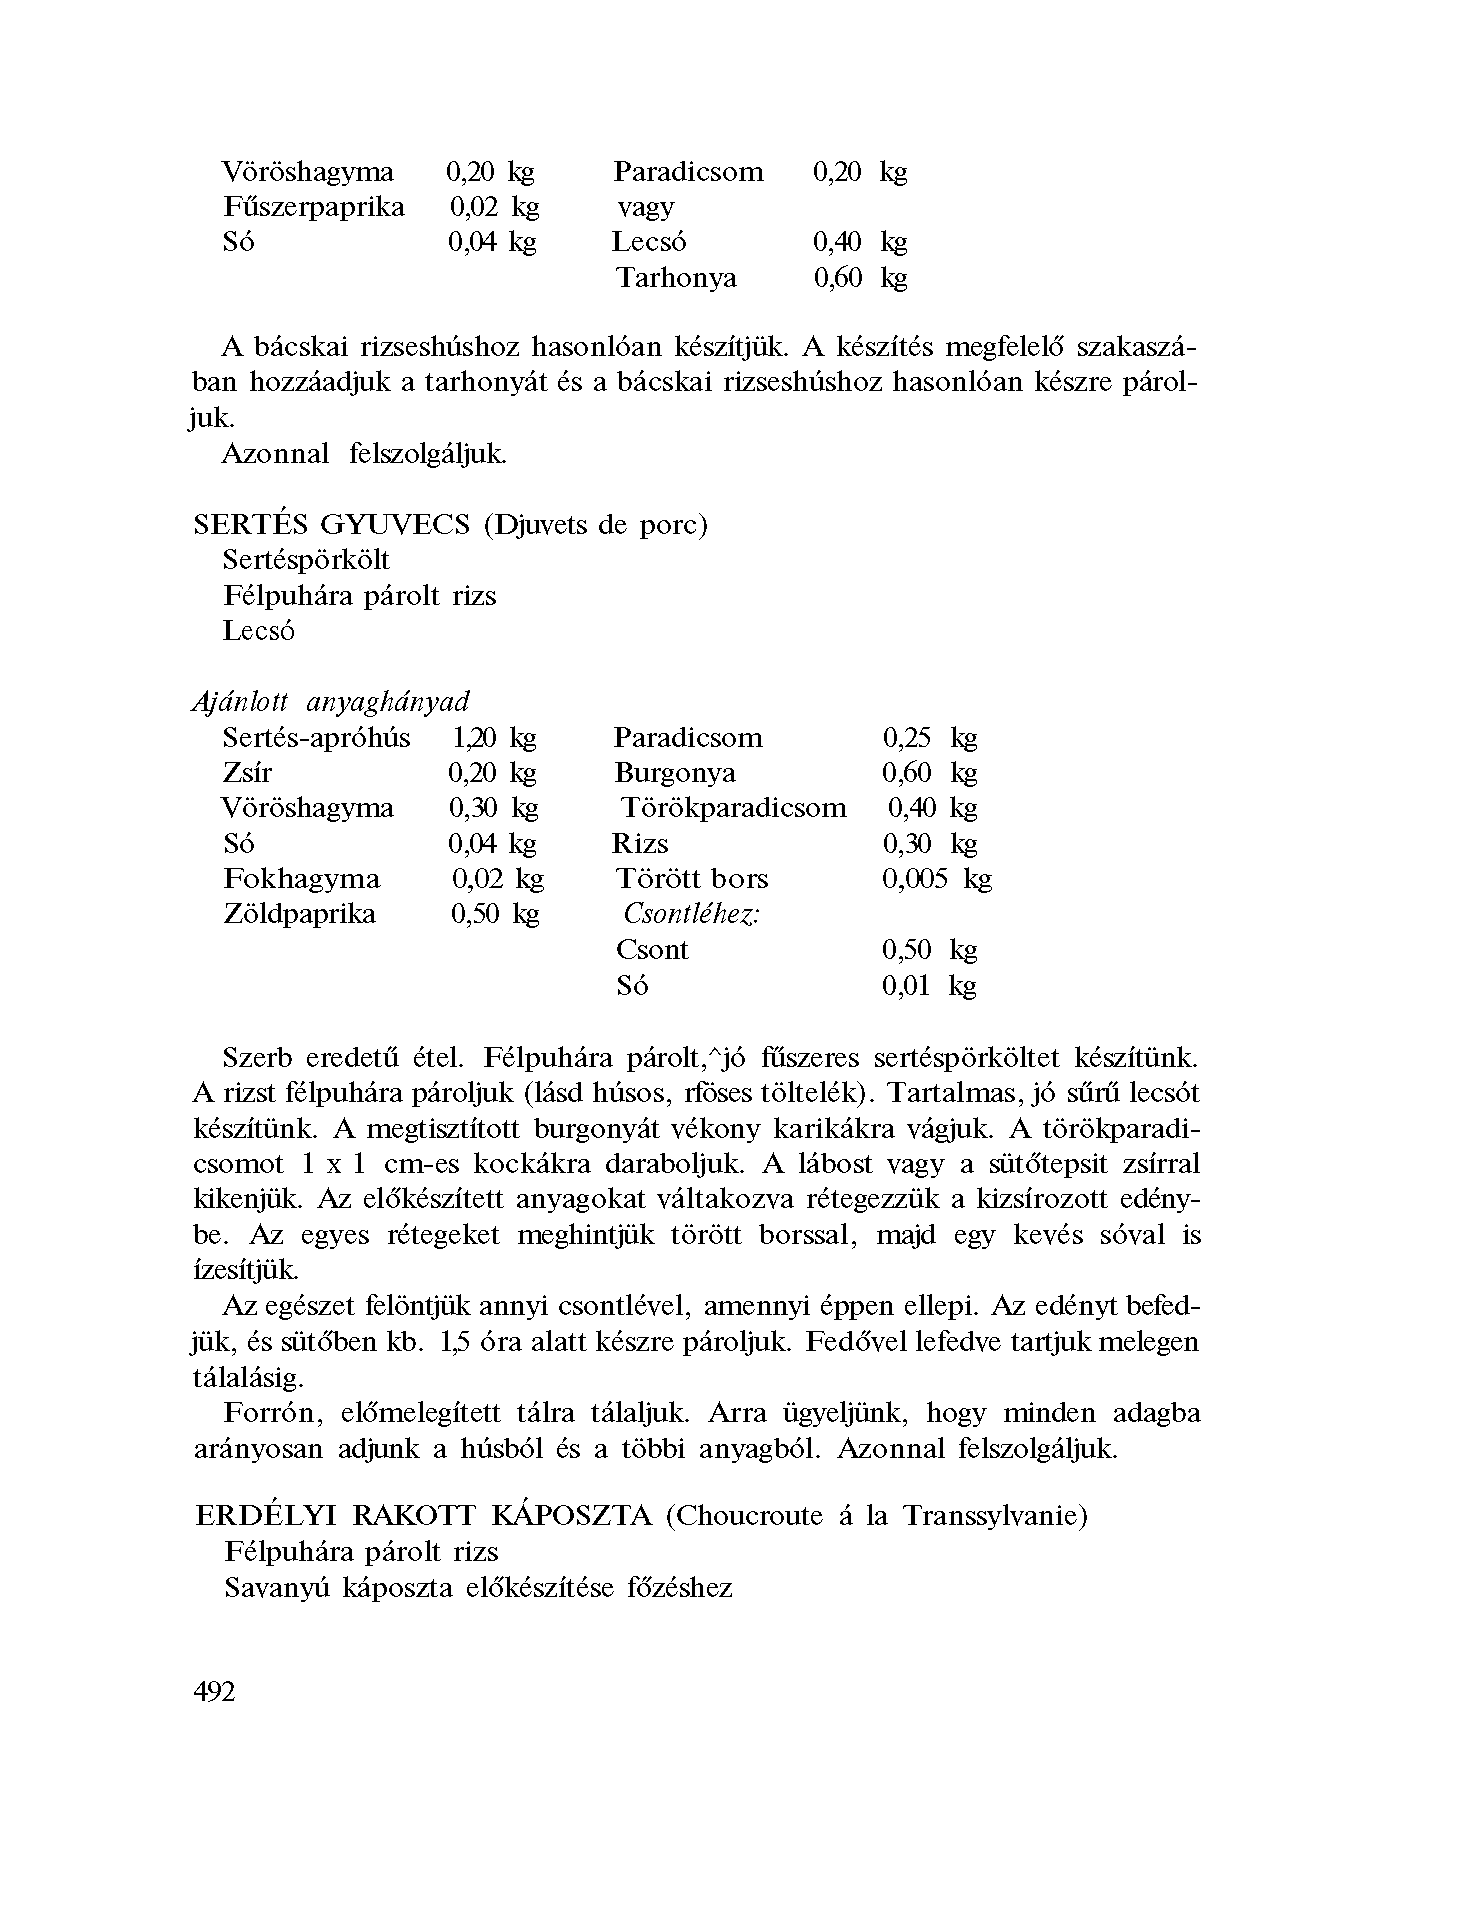 Vöröshagyma 0,20 kg Paradicsom 0,20 kg
Fűszerpaprika 0,02 kg vagy
Só 0,04 kg Lecsó 0,40 kg
Tarhonya 0,60 kg
A bácskai rizseshúshoz hasonlóan készítjük. A készítés megfelelő szakaszá-
ban hozzáadjuk a tarhonyát és a bácskai rizseshúshoz hasonlóan készre párol-
juk.
Azonnal felszolgáljuk.
SERTÉS GYUVECS (Djuvets de porc)
Sertéspörkölt
Félpuhára párolt rizs
Lecsó
Ajánlott anyaghányad
Sertés-apróhús 1,20 kg Paradicsom 0,25 kg
Zsír 0,20 kg Burgonya 0,60 kg
Vöröshagyma 0,30 kg Törökparadicsom 0,40 kg
Só 0,04 kg Rizs 0,30 kg
Fokhagyma 0,02 kg Törött bors 0,005 kg
Zöldpaprika 0,50 kg Csontléhez:
Csont 0,50 kg
Só 0,01 kg
Szerb eredetű étel. Félpuhára párolt,^jó fűszeres sertéspörköltet készítünk.
A rizst félpuhára pároljuk (lásd húsos, rföses töltelék). Tartalmas, jó sűrű lecsót
készítünk. A megtisztított burgonyát vékony karikákra vágjuk. A törökparadi-
csomot 1 x 1 cm-es kockákra daraboljuk. A lábost vagy a sütőtepsit zsírral
kikenjük. Az előkészített anyagokat váltakozva rétegezzük a kizsírozott edény-
be. Az egyes rétegeket meghintjük törött borssal, majd egy kevés sóval is
ízesítjük.
Az egészet felöntjük annyi csontlével, amennyi éppen ellepi. Az edényt befed-
jük, és sütőben kb. 1,5 óra alatt készre pároljuk. Fedővel lefedve tartjuk melegen
tálalásig.
Forrón, előmelegített tálra tálaljuk. Arra ügyeljünk, hogy minden adagba
arányosan adjunk a húsból és a többi anyagból. Azonnal felszolgáljuk.
ERDÉLYI RAKOTT KÁPOSZTA (Choucroute á la Transsylvanie)
Félpuhára párolt rizs
Savanyú káposzta előkészítése főzéshez
492